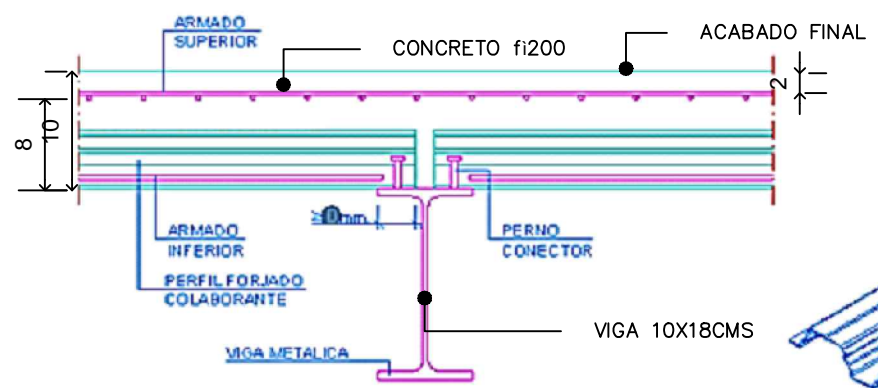 ARMADO
SUPERIOR
CONCRETO fi200
ACABADO FINAL
2
10
8
ARMADO
INFERIOR
mm.
PERNO
CONECTOR
PERFIL FORJADO
COLABORANTE
VIGA 10X18CMS
VIGA METALICA